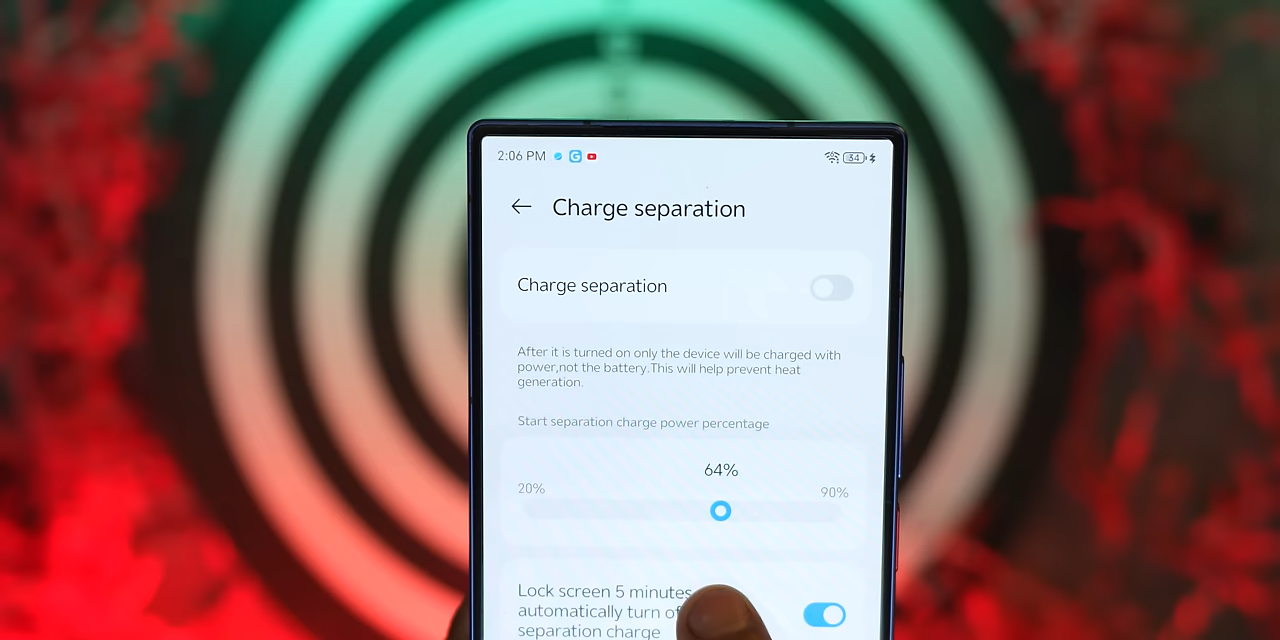 2:06 PM
34
Charge separation
Charge separation
After it is turned on only the device will be charged with
power,not the battery.This will help prevent heat
generation.
Start separation charge power percentage
64%
20%
90%
Lock screen 5 minutes
automatically turn of
separation charge